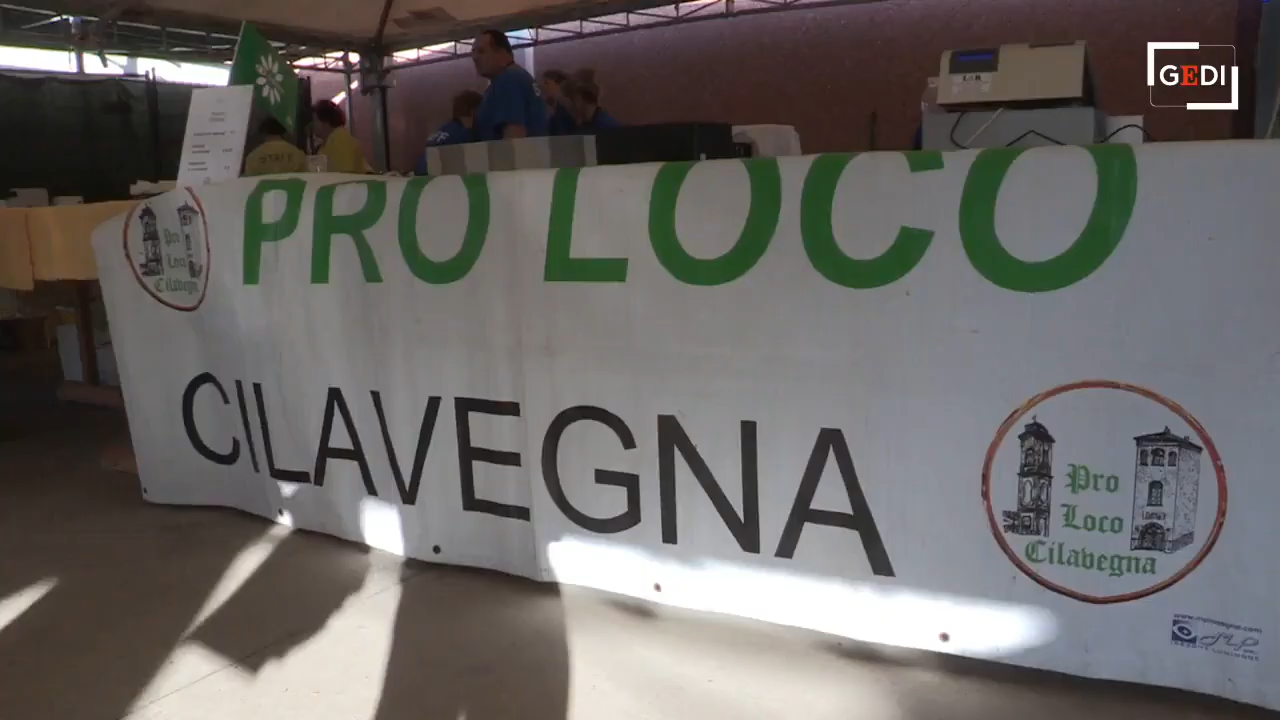 GEDI
PRO LOCO
Pro
Loco
Cilavegna
CILAVEGNA
Pro
Loco
Cilavegna